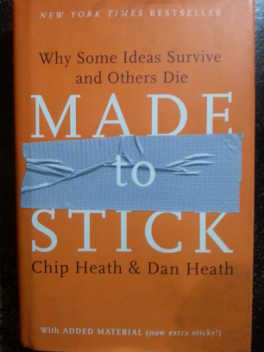 NEW YORK TIMES BESTSELLER
Why Some Ideas Survive
and Others Die
MADE
to
STICK
Chip Heath & Dan Heath
With ADDED MATERIAL (now extra sticky!)